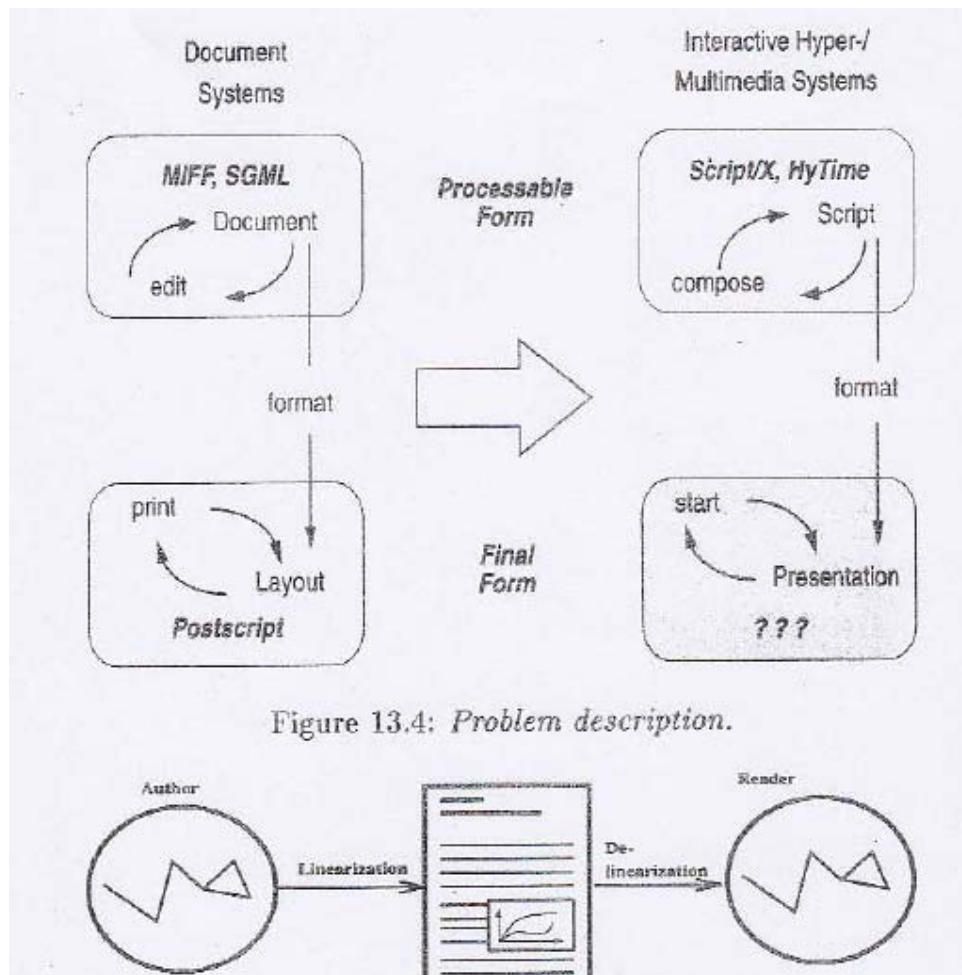 Document
Systems
Interactive Hyper-/
Multimedia Systems
MIFF, SGML
Document
edit
Processable
Form
Script/X, HyTime
Script
compose
format
format
print
Layout
Postscript
Final
Form
start
Presentation
???
Figure 13.4: Problem description.
Author
Linearization
De-
linearization
Render